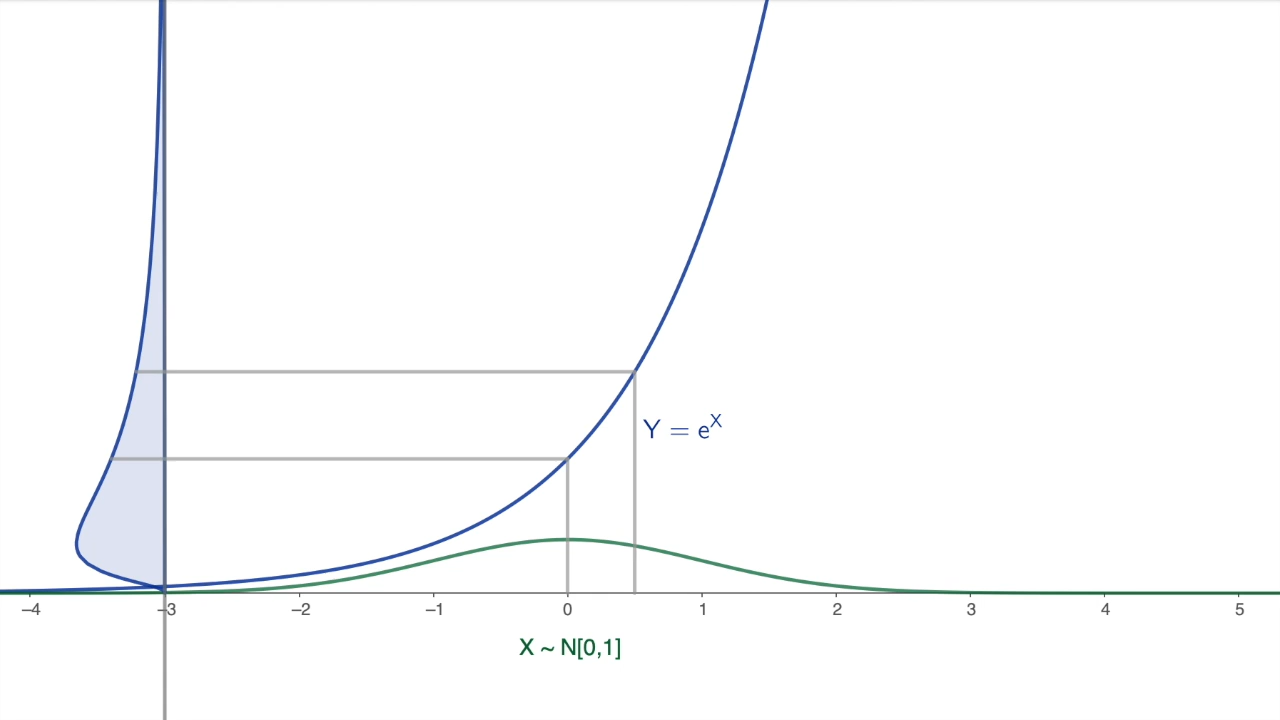 Y = e^X
–4 –3 –2 –1 0 1 2 3 4 5
X ~ N[0,1]